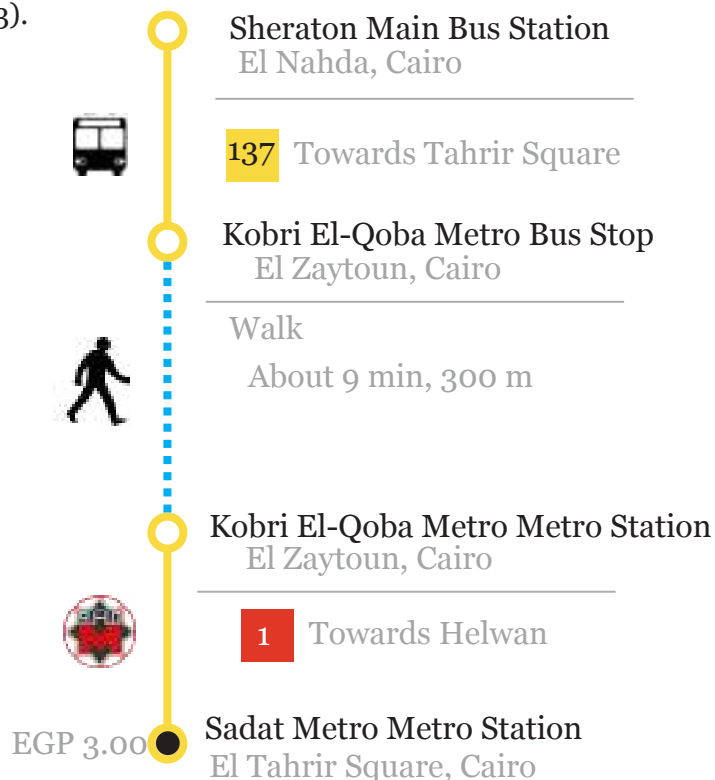 3).
Sheraton Main Bus Station
El Nahda, Cairo
137 Towards Tahrir Square
Kobri El-Qoba Metro Bus Stop
El Zaytoun, Cairo
Walk
About 9 min, 300 m
Kobri El-Qoba Metro Metro Station
El Zaytoun, Cairo
1 Towards Helwan
EGP 3.00 Sadat Metro Metro Station
El Tahrir Square, Cairo